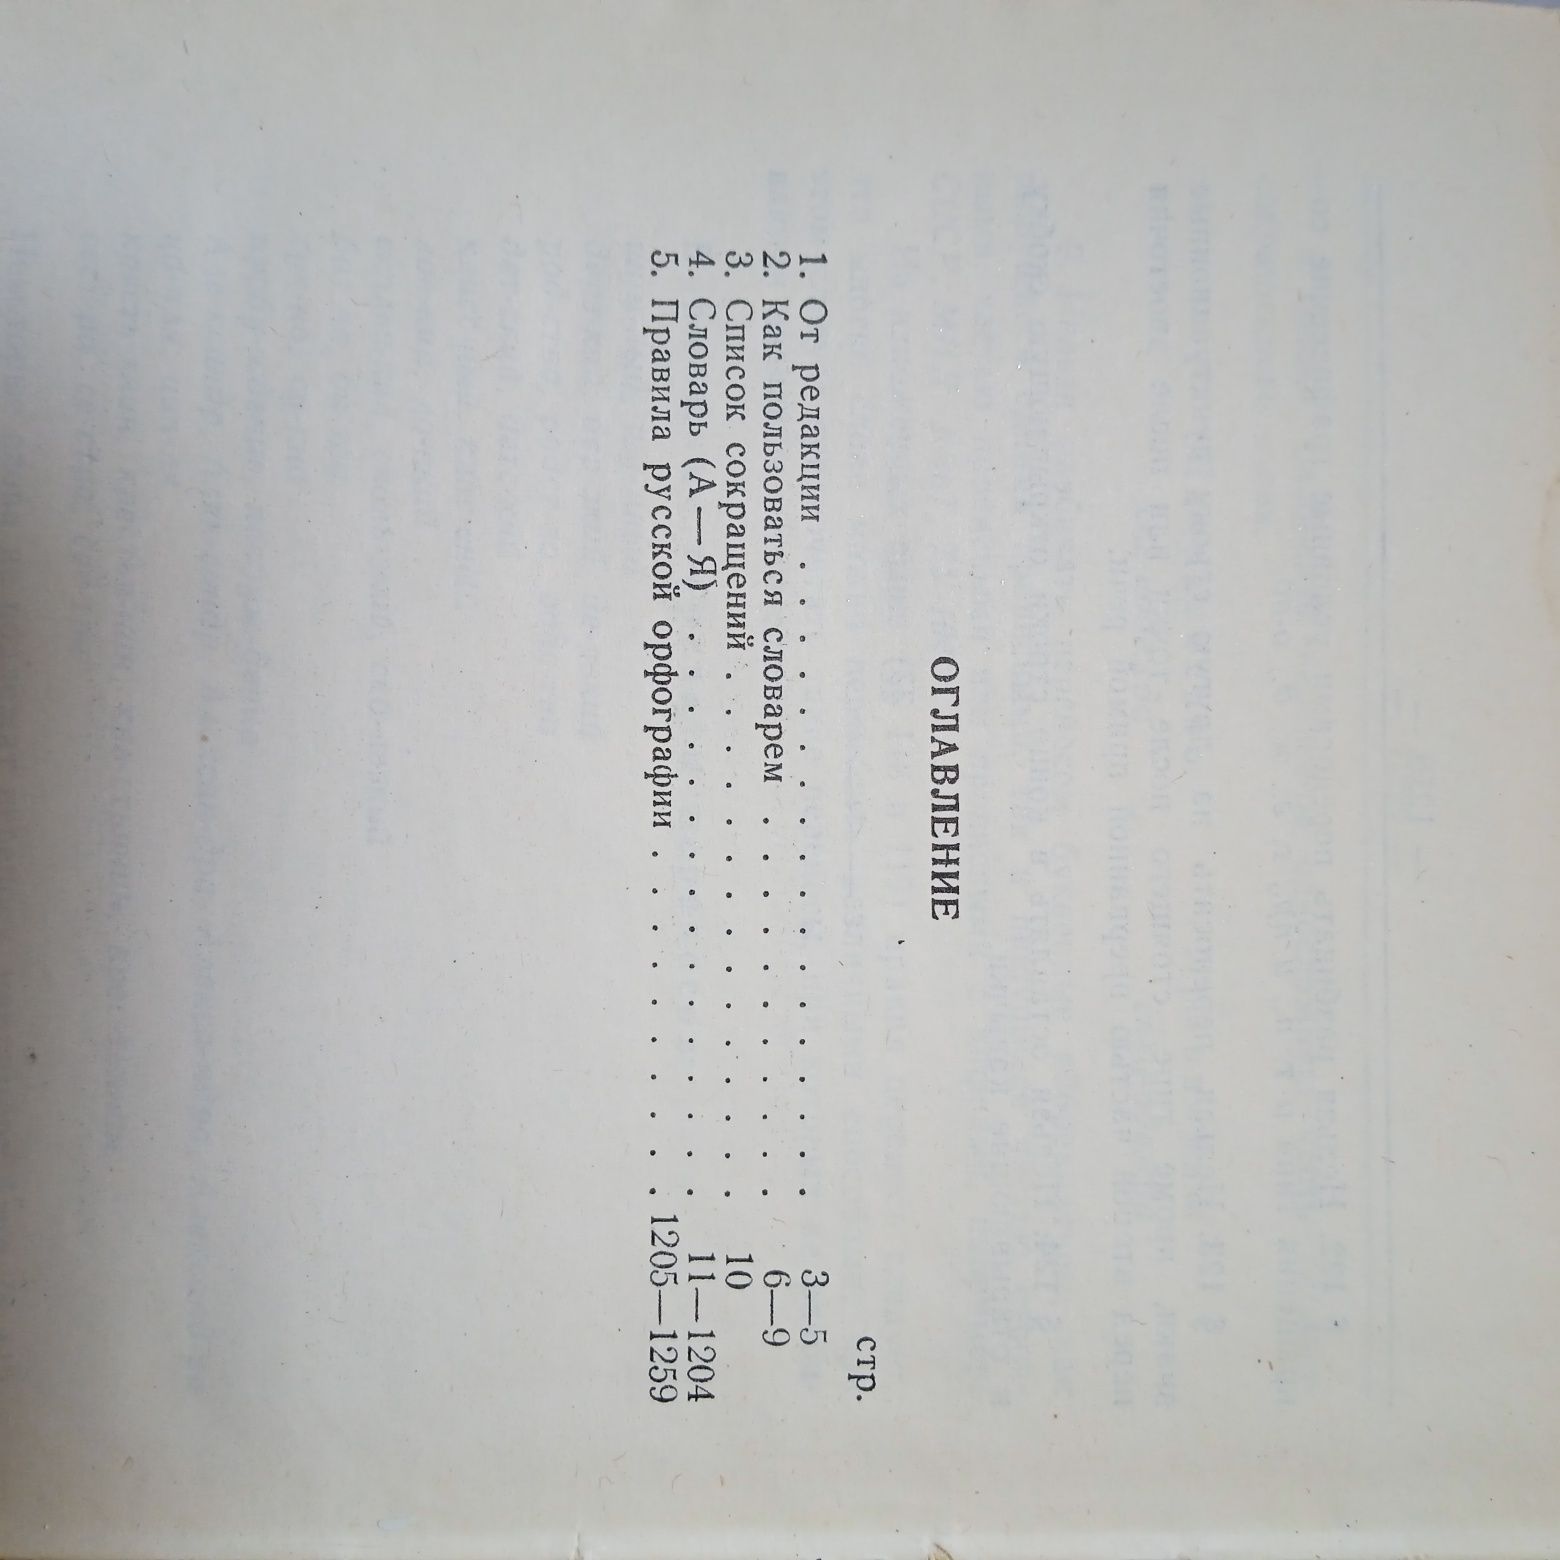 ОГЛАВЛЕНИЕ
стр.
1. От редакции . . . . . . . . . . . . . . . . . . 3—5
2. Как пользоваться словарем . . . . . . . . . . . 6—9
3. Список сокращений . . . . . . . . . . . . . . . 10
4. Словарь (А—Я) . . . . . . . . . . . . . . . . 11—1204
5. Правила русской орфографии . . . . . . . . . . 1205—1259